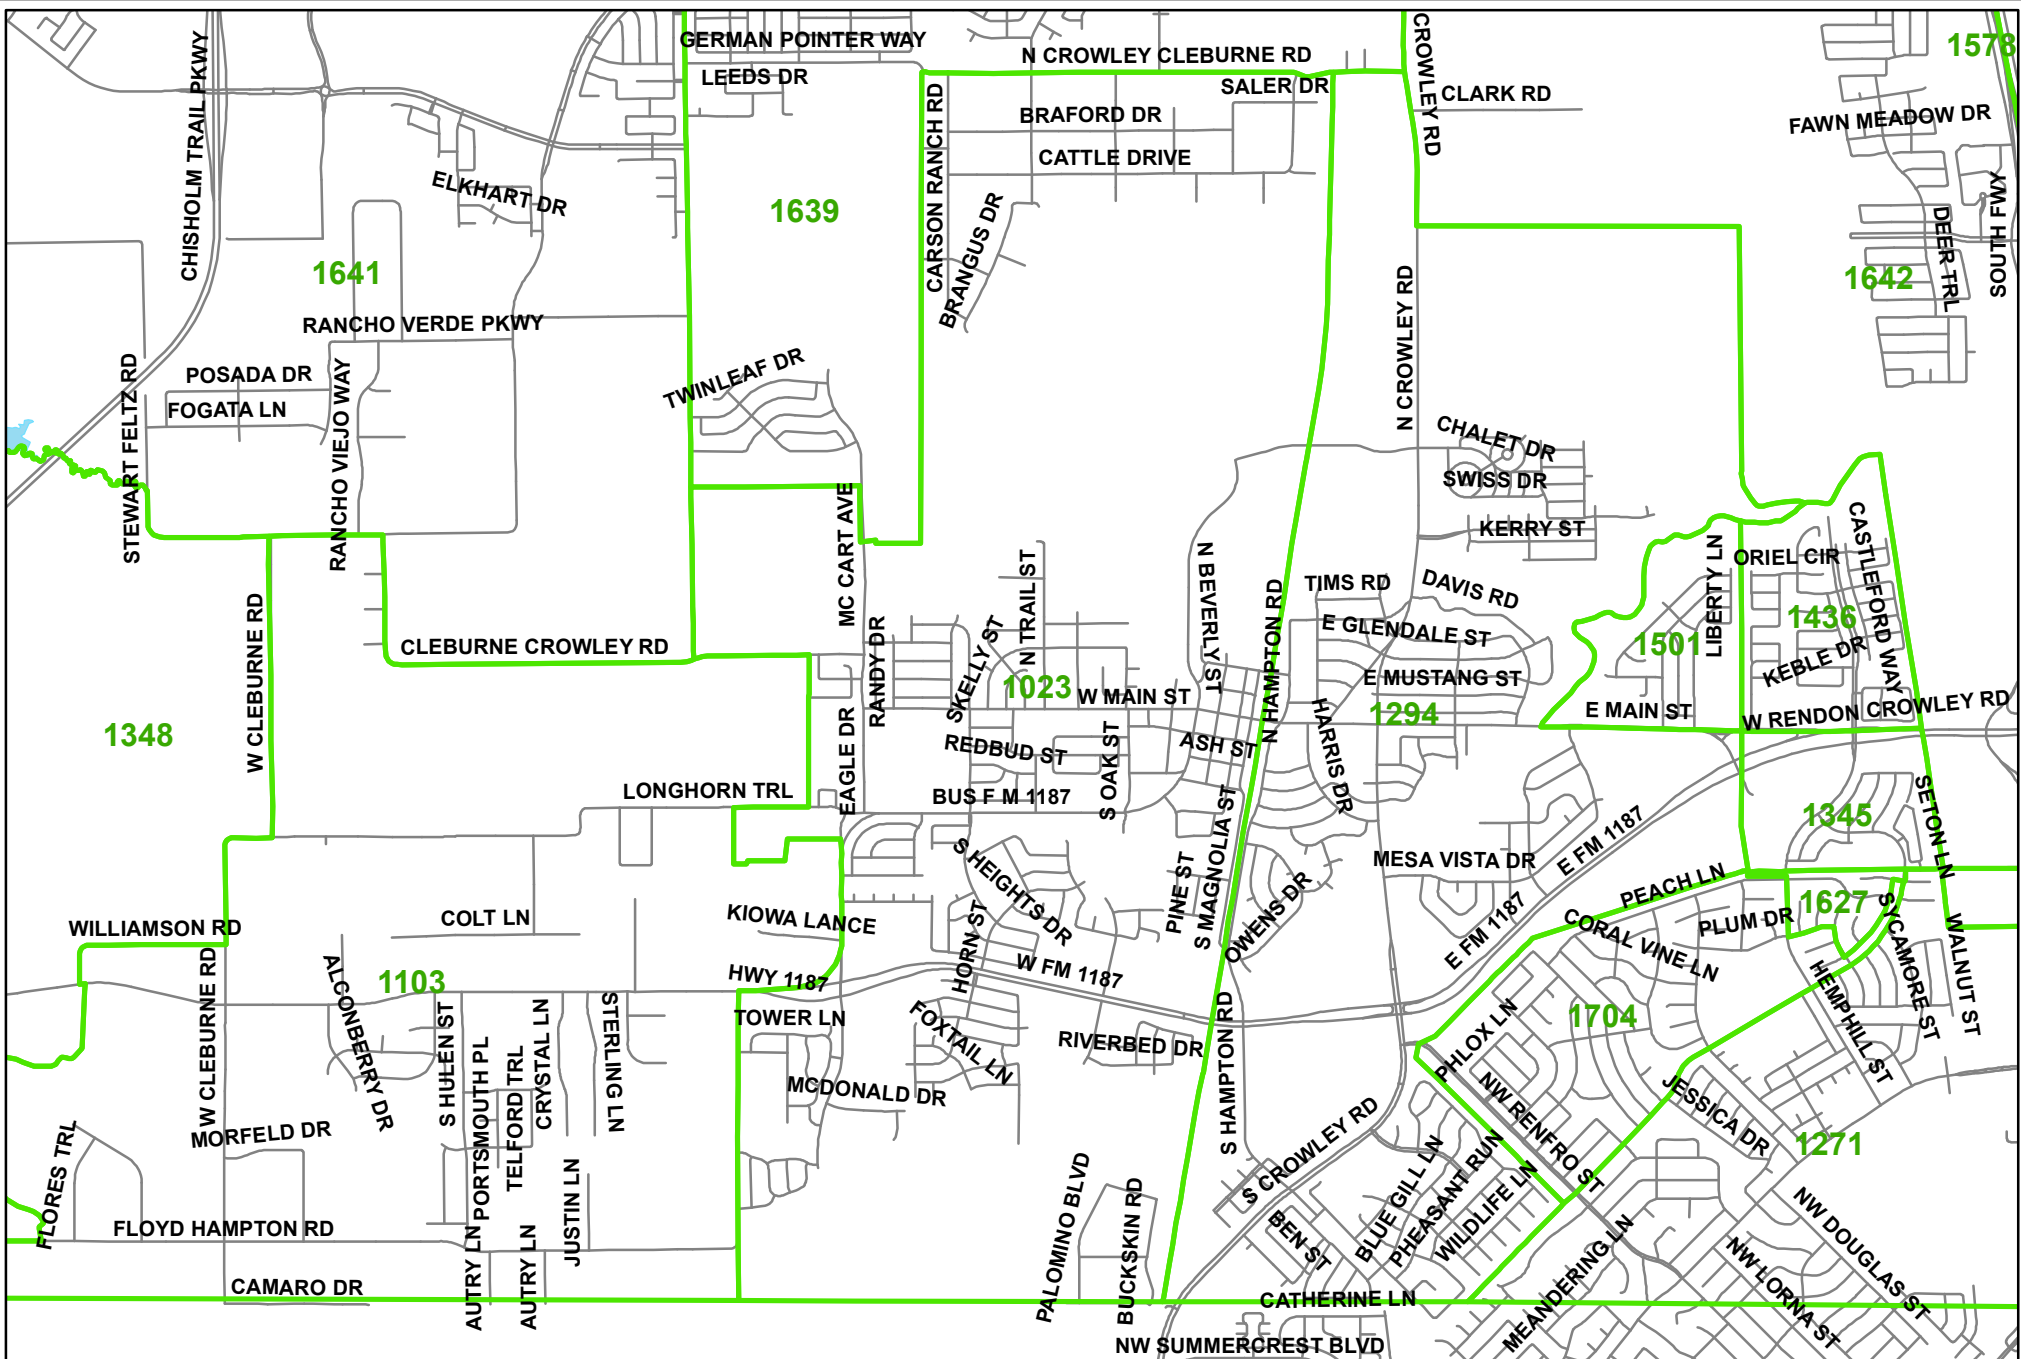 GERMAN POINTER WAY
N CROWLEY CLEBURNE RD
CROWLEY RD
1578
CHISHOLM TRAIL PKWY
LEEDS DR
SALER DR
CLARK RD
BRAFORD DR
FAWN MEADOW DR
CATTLE DRIVE
CARSON RANCH RD
ELKHART DR
1639
BRANGUS DR
DEER TRL
SOUTH FWY
1641
1642
RANCHO VERDE PKWY
N CROWLEY RD
STEWART FELTZ RD
POSADA DR
FOGATA LN
RANCHO VIEJO WAY
TWINLEAF DR
CHALET DR
SWISS DR
KERRY ST
MC CART AVE
N BEVERLY ST
N TRAIL ST
CASTLEFORD WAY
ORIEL CIR
LIBERTY LN
TIMS RD
DAVIS RD
N HAMPTON RD
E GLENDALE ST
1436
1501
KEBLE DR
W CLEBURNE RD
CLEBURNE CROWLEY RD
RANDY DR
SKELLY ST
1023
W MAIN ST
E MUSTANG ST
1294
HARRIS DR
E MAIN ST
W RENDON CROWLEY RD
1348
EAGLE DR
REDBUD ST
S OAK ST
ASH ST
LONGHORN TRL
BUS F M 1187
S MAGNOLIA ST
SETON LN
1345
E FM 1187
MESA VISTA DR
S HEIGHTS DR
PINE ST
OWENS DR
PEACH LN
1627
WILLIAMSON RD
COLT LN
KIOWA LANCE
HORN ST
CORAL VINE LN
PLUM DR
SYCAMORE ST
WALNUT ST
E FM 1187
W CLEBURNE RD
ALCONBERRY DR
1103
HWY 1187
W FM 1187
HEMPHILL ST
S HULEN ST
PORTSMOUTH PL
TELFORD TRL
CRYSTAL LN
STERLING LN
TOWER LN
FOXTAIL LN
RIVERBED DR
S HAMPTON RD
PHLOX LN
1704
MCDONALD DR
NW RENFRO ST
JESSICA DR
1271
MORFELD DR
FLORES TRL
S CROWLEY RD
BLUE GILL LN
PHEASANT RUN
WILDLIFE LN
JUSTIN LN
PALOMINO BLVD
BUCKSKIN RD
BEN ST
NW DOUGLAS ST
FLOYD HAMPTON RD
AUTRY LN
AUTRY LN
MEANDERING LN
NW LORNA ST
CAMARO DR
CATHERINE LN
NW SUMMERCREST BLVD